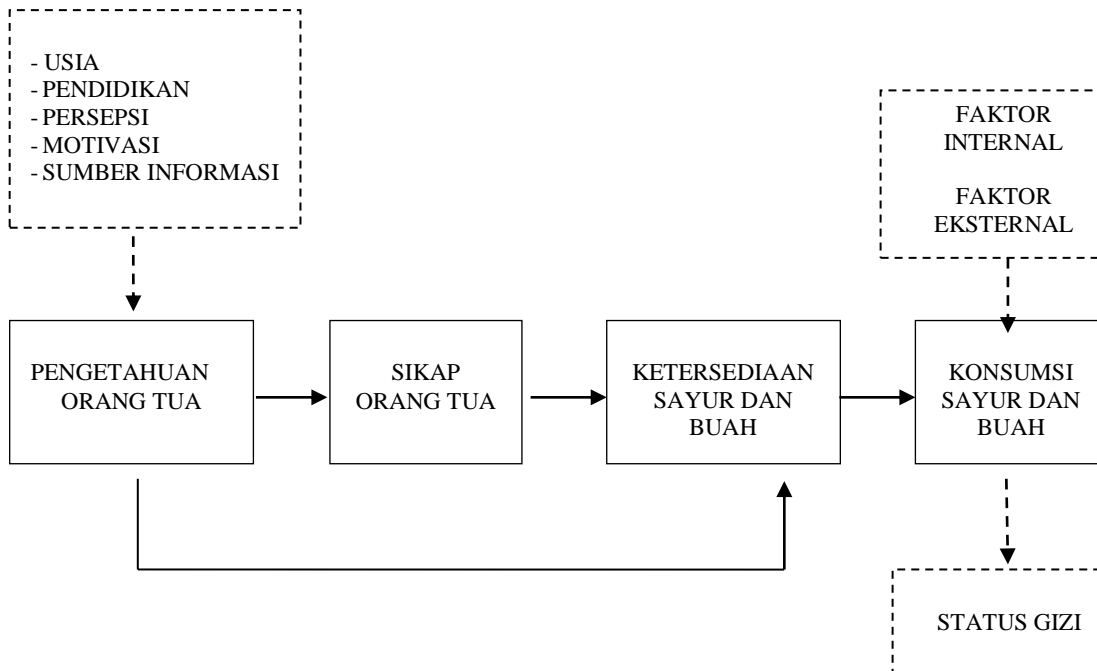 - USIA
- PENDIDIKAN
- PERSEPSI
- MOTIVASI
- SUMBER INFORMASI
FAKTOR
INTERNAL
FAKTOR
EKSTERNAL
PENGETAHUAN
ORANG TUA
SIKAP
ORANG TUA
KETERSEDIAAN
SAYUR DAN
BUAH
KONSUMSI
SAYUR DAN
BUAH
STATUS GIZI